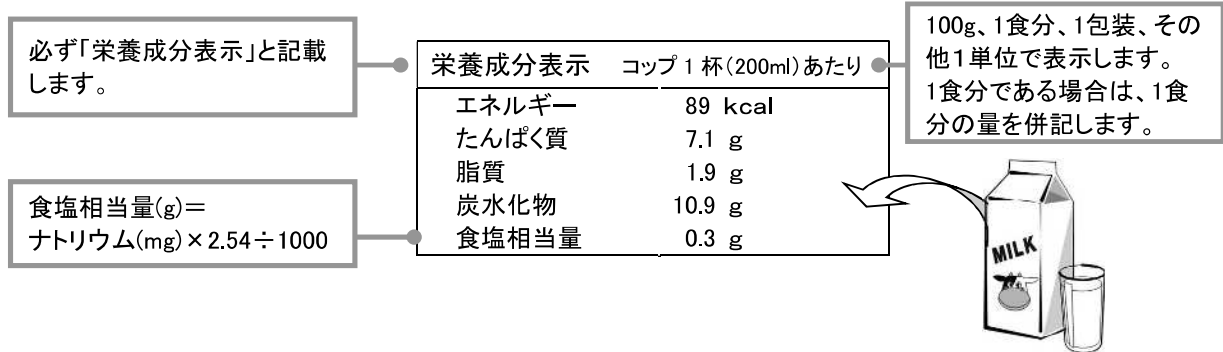 必ず「栄養成分表示」と記載
します。
食塩相当量(g)=
ナトリウム(mg)×2.54÷1000
栄養成分表示 コップ1杯(200ml)あたり
エネルギー 89 kcal
たんぱく質 7.1 g
脂質 1.9 g
炭水化物 10.9 g
食塩相当量 0.3 g
100g、1食分、1包装、その
他1単位で表示します。
1食分である場合は、1食
分の量を併記します。
MILK